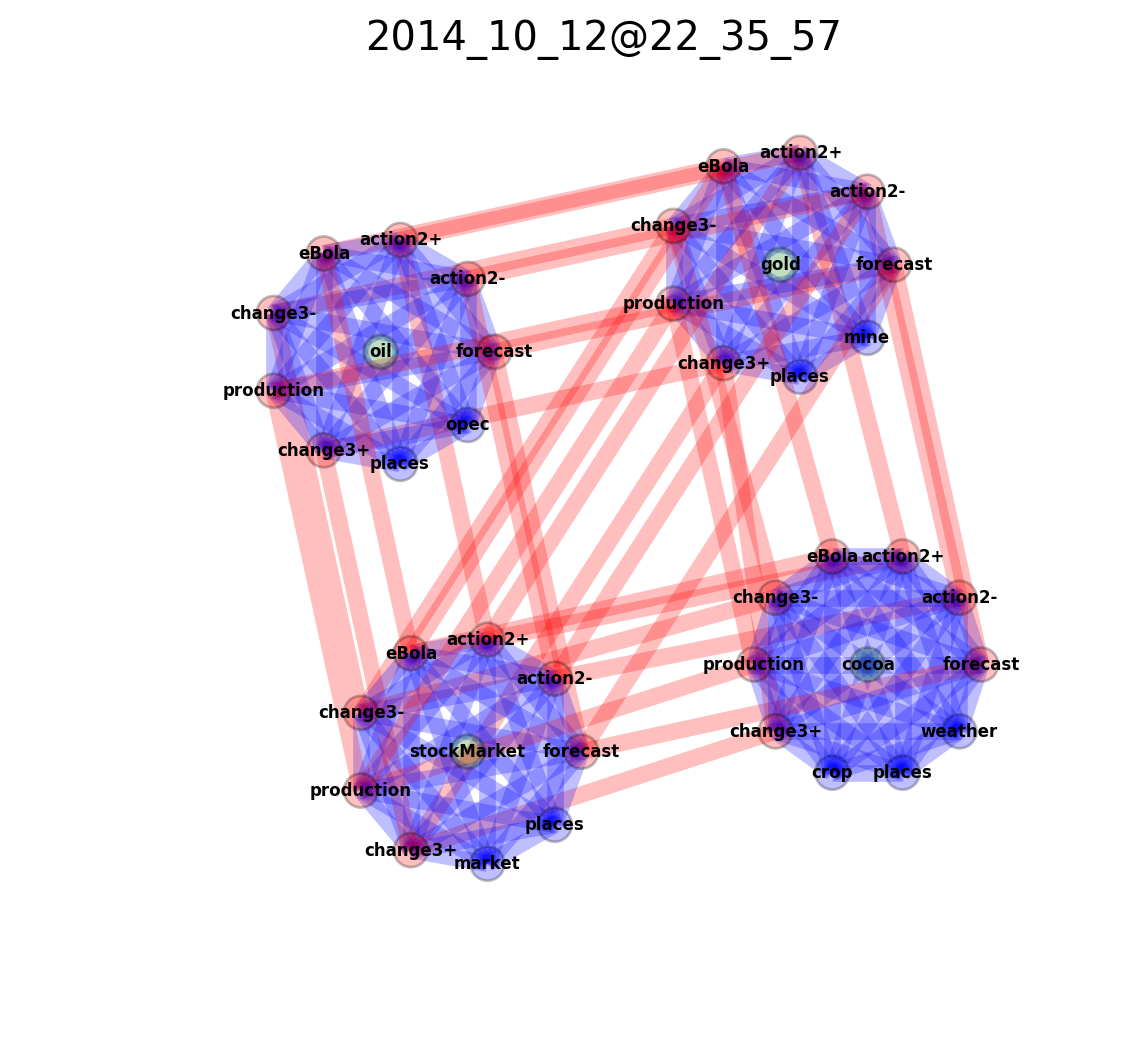 2014_10_12@22_35_57
eBola
action2+
action2-
change3-
oil
forecast
production
opec
change3+
places
eBola
action2+
action2-
change3-
gold
forecast
production
mine
change3+
places
eBola
action2+
action2-
change3-
stockMarket
forecast
production
places
change3+
market
eBola
action2+
change3-
action2-
production
cocoa
forecast
change3+
weather
crop
places